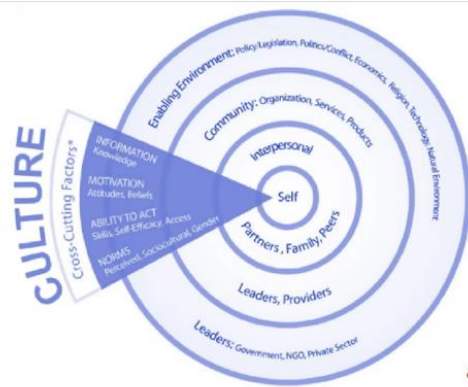 CULTURE
Cross-Cutting Factors*
INFORMATION
Knowledge
MOTIVATION
Attitudes, Beliefs
ABILITY TO ACT
Skills, Self-Efficacy, Access
NORMS
Perceived, Sociocultural, Gender
Enabling Environment: Policy/Legislation, Politics/Conflict, Economics, Religion, Technology, Natural Environment
Community: Organization, Services, Products
Interpersonal
Self
Partners, Family, Peers
Leaders, Providers
Leaders: Government, NGO, Private Sector